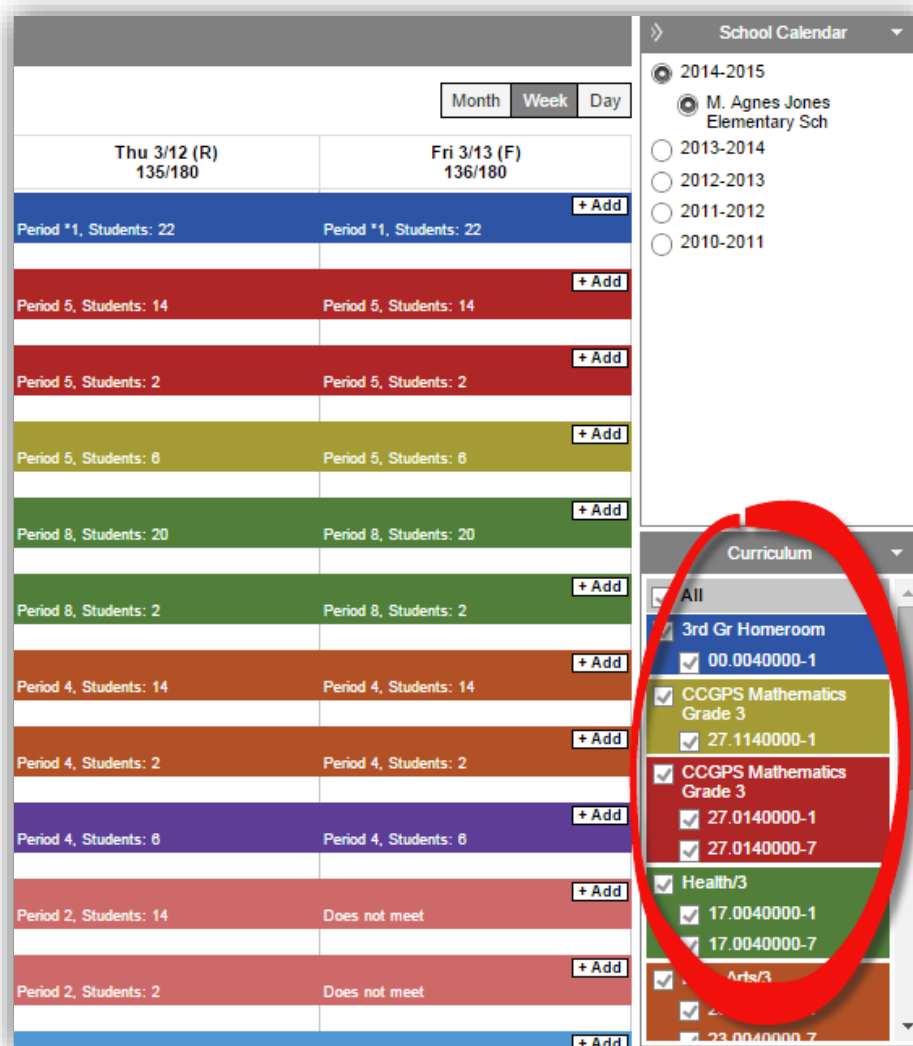 School Calendar
2014-2015
M. Agnes Jones
Elementary Sch
2013-2014
2012-2013
2011-2012
2010-2011
Month Week Day
Thu 3/12 (R) Fri 3/13 (F)
135/180 136/180
+ Add
Period *1, Students: 22 Period *1, Students: 22
+ Add
Period 5, Students: 14 Period 5, Students: 14
+ Add
Period 5, Students: 2 Period 5, Students: 2
+ Add
Period 5, Students: 6 Period 5, Students: 6
+ Add
Period 8, Students: 20 Period 8, Students: 20
+ Add
Period 8, Students: 2 Period 8, Students: 2
+ Add
Period 4, Students: 14 Period 4, Students: 14
+ Add
Period 4, Students: 2 Period 4, Students: 2
+ Add
Period 4, Students: 6 Period 4, Students: 6
+ Add
Period 2, Students: 14 Does not meet
+ Add
Period 2, Students: 2 Does not meet
+ Add
Curriculum
All
3rd Gr Homeroom
00.0040000-1
CCGPS Mathematics
Grade 3
27.1140000-1
CCGPS Mathematics
Grade 3
27.0140000-1
27.0140000-7
Health/3
17.0040000-1
17.0040000-7
Arts/3
23.0040000-7